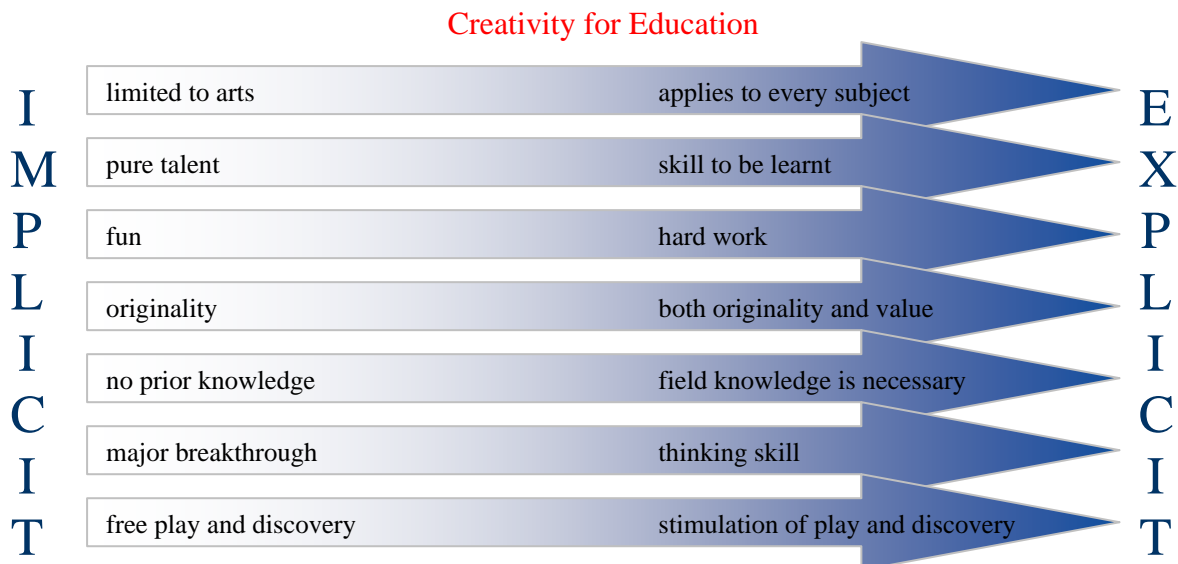 Creativity for Education
IMPLICIT
limited to arts applies to every subject
pure talent skill to be learnt
fun hard work
originality both originality and value
no prior knowledge field knowledge is necessary
major breakthrough thinking skill
free play and discovery stimulation of play and discovery
EXPLICIT